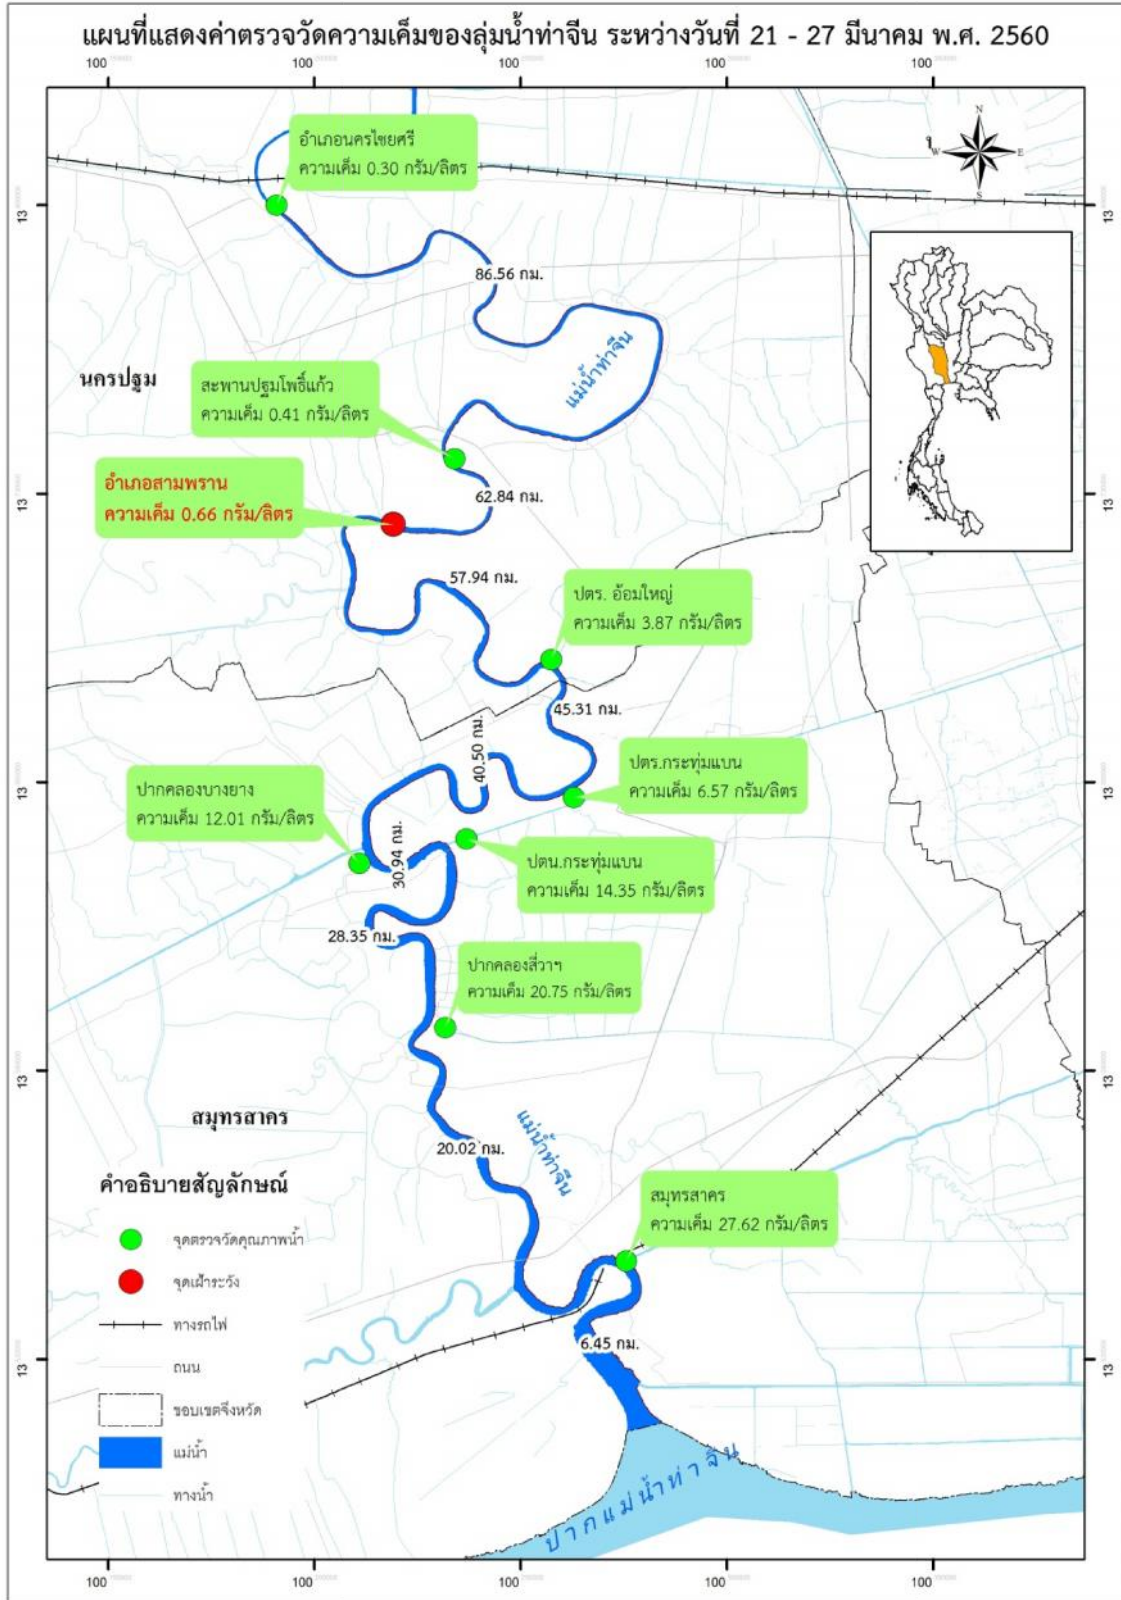 แผนที่แสดงค่าตรวจวัดความเค็มของลุ่มน้ำท่าจีน ระหว่างวันที่ 21 - 27 มีนาคม พ.ศ. 2560
100 100 100 100 100
N
W E
S
อำเภอนครไชยศรี
ความเค็ม 0.30 กรัม/ลิตร
13 13
86.56 กม.
แม่น้ำท่าจีน
นครปฐม
สะพานปฐมโพธิ์แก้ว
ความเค็ม 0.41 กรัม/ลิตร
อำเภอสามพราน
ความเค็ม 0.66 กรัม/ลิตร
62.84 กม.
13 13
57.94 กม.
ปตร. อ้อมใหญ่
ความเค็ม 3.87 กรัม/ลิตร
45.31 กม.
40.50 กม.
ปตร.กระทุ่มแบน
ความเค็ม 6.57 กรัม/ลิตร
13 13
ปากคลองบางยาง
ความเค็ม 12.01 กรัม/ลิตร
30.94 กม.
ปตน.กระทุ่มแบน
ความเค็ม 14.35 กรัม/ลิตร
28.35 กม.
ปากคลองสี่วาฯ
ความเค็ม 20.75 กรัม/ลิตร
13 13
สมุทรสาคร
แม่น้ำท่าจีน
20.02 กม.
สมุทรสาคร
ความเค็ม 27.62 กรัม/ลิตร
6.45 กม.
13 13
ปากแม่น้ำท่าจีน
คำอธิบายสัญลักษณ์
จุดตรวจวัดคุณภาพน้ำ
จุดเฝ้าระวัง
ทางรถไฟ
ถนน
ขอบเขตจังหวัด
แม่น้ำ
ทางน้ำ
100 100 100 100 100